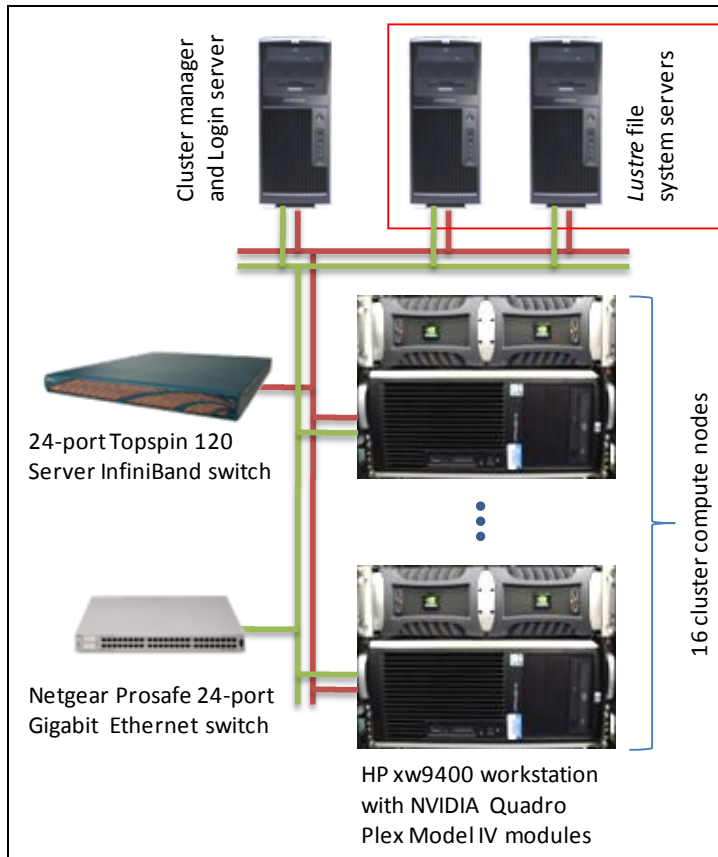 Cluster manager
and Login server
Lustre file
system servers
24-port Topspin 120
Server InfiniBand switch
16 cluster compute nodes
Netgear Prosafe 24-port
Gigabit Ethernet switch
HP xw9400 workstation
with NVIDIA Quadro
Plex Model IV modules